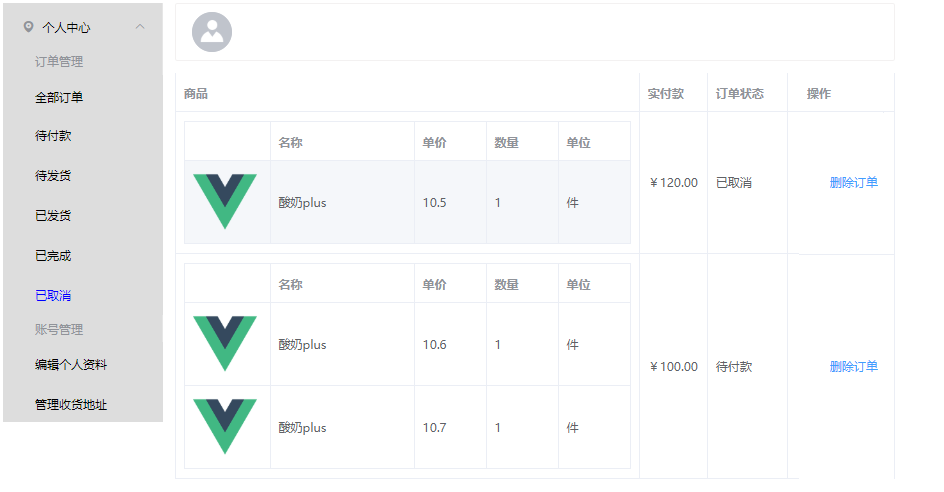 个人中心
订单管理
全部订单
待付款
待发货
已发货
已完成
已取消
账号管理
编辑个人资料
管理收货地址
商品 实付款 订单状态 操作
名称 单价 数量 单位
酸奶plus 10.5 1 件
￥120.00 已取消 删除订单
名称 单价 数量 单位
酸奶plus 10.6 1 件
￥100.00 待付款 删除订单
酸奶plus 10.7 1 件